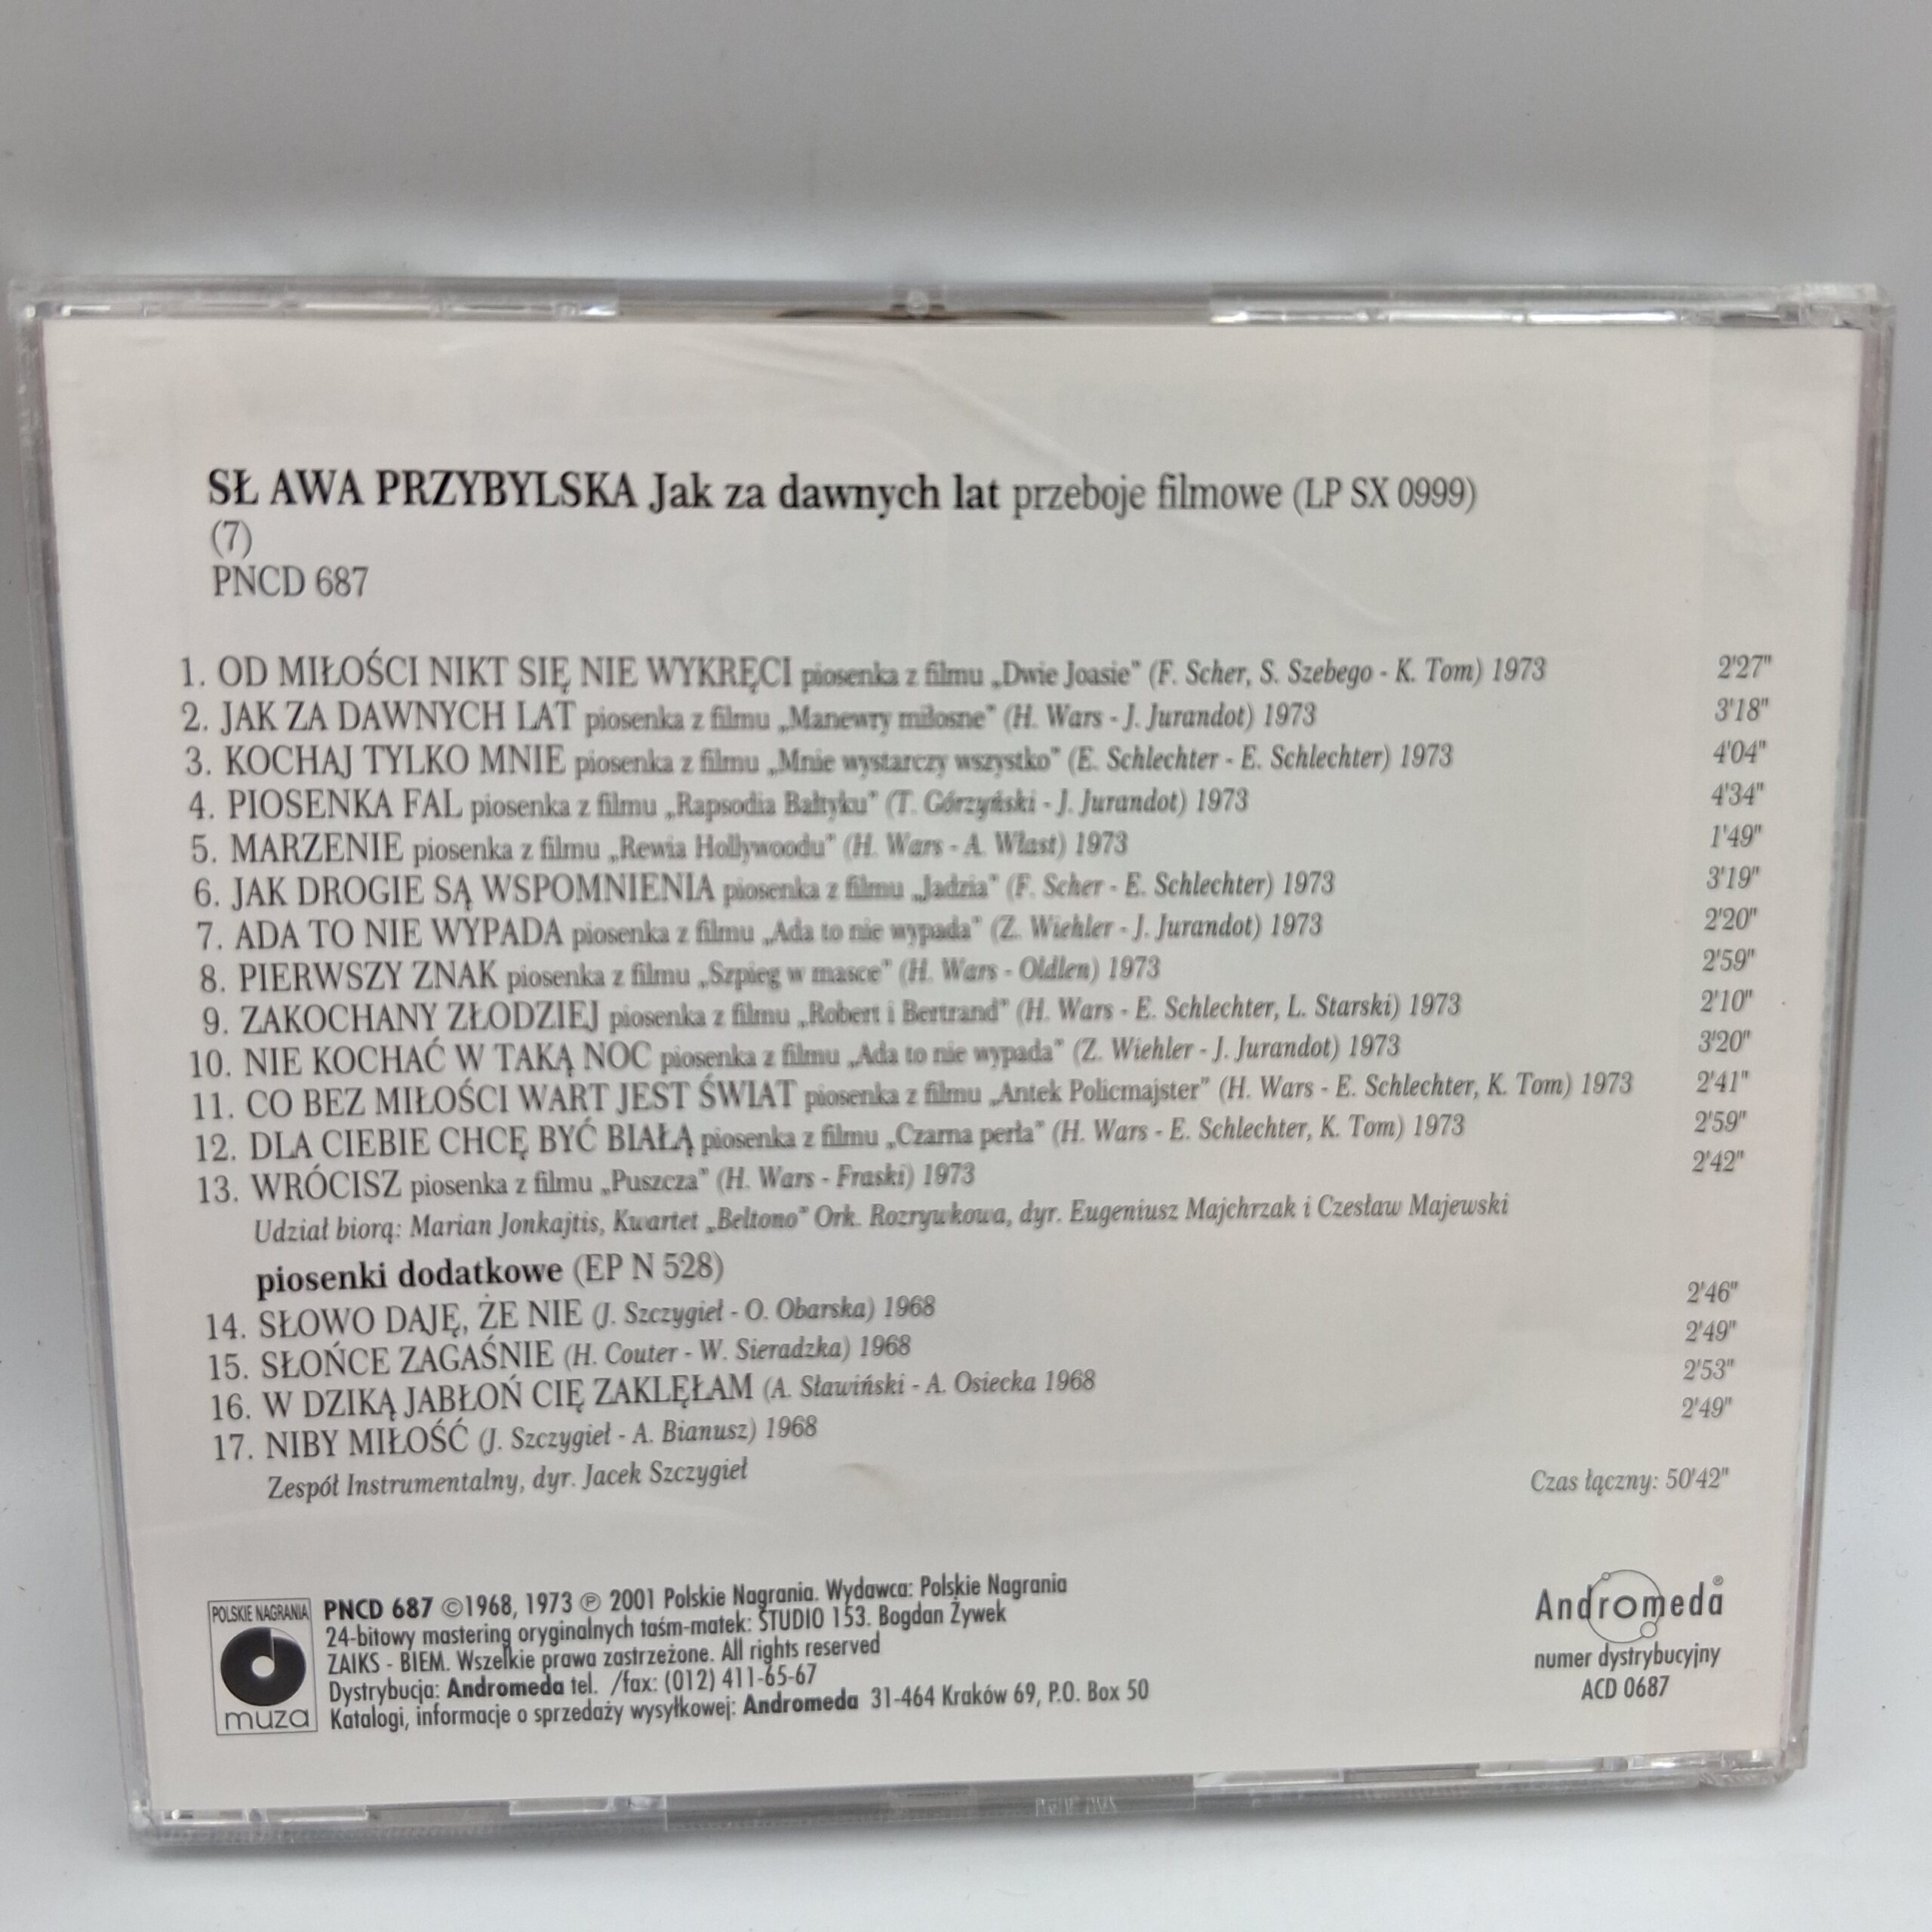 SŁ AWA PRZYBYLSKA Jak za dawnych lat przeboje filmowe (LP SX 0999)
(7)
PNCD 687
1. OD MIŁOŚCI NIKT SIĘ NIE WYKRĘCI piosenka z filmu „Dwie Joasie” (F. Scher, S. Szebego - K. Tom) 1973 2'27"
2. JAK ZA DAWNYCH LAT piosenka z filmu „Manewry miłosne” (H. Wars - J. Jurandot) 1973 3'18"
3. KOCHAJ TYLKO MNIE piosenka z filmu „Mnie wystarczy wszystko” (E. Schlechter - E. Schlechter) 1973 4'04"
4. PIOSENKA FAL piosenka z filmu „Rapsodia Bałtyku” (T. Górzyński - J. Jurandot) 1973 4'34"
5. MARZENIE piosenka z filmu „Rewia Hollywoodu” (H. Wars - A. Włast) 1973 1'49"
6. JAK DROGIE SĄ WSPOMNIENIA piosenka z filmu „Jadzia” (F. Scher - E. Schlechter) 1973 3'19"
7. ADA TO NIE WYPADA piosenka z filmu „Ada to nie wypada” (Z. Wiehler - J. Jurandot) 1973 2'20"
8. PIERWSZY ZNAK piosenka z filmu „Szpieg w masce” (H. Wars - Oldlen) 1973 2'59"
9. ZAKOCHANY ZŁODZIEJ piosenka z filmu „Robert i Bertrand” (H. Wars - E. Schlechter, L. Starski) 1973 2'10"
10. NIE KOCHAĆ W TAKĄ NOC piosenka z filmu „Ada to nie wypada” (Z. Wiehler - J. Jurandot) 1973 3'20"
11. CO BEZ MIŁOŚCI WART JEST ŚWIAT piosenka z filmu „Antek Policmajster” (H. Wars - E. Schlechter, K. Tom) 1973 2'41"
12. DLA CIEBIE CHCĘ BYĆ BIAŁĄ piosenka z filmu „Czarna perła” (H. Wars - E. Schlechter, K. Tom) 1973 2'59"
13. WRÓCISZ piosenka z filmu „Puszcza” (H. Wars - Fraski) 1973 2'42"
Udział biorą: Marian Jonkajtis, Kwartet „Beltono” Ork. Rozrywkowa, dyr. Eugeniusz Majchrzak i Czesław Majewski
piosenki dodatkowe (EP N 528)
14. SŁOWO DAJĘ, ŻE NIE (J. Szczygieł - O. Obarska) 1968 2'46"
15. SŁOŃCE ZAGAŚNIE (H. Couter - W. Sieradzka) 1968 2'49"
16. W DZIKĄ JABŁOŃ CIĘ ZAKLĘŁAM (A. Sławiński - A. Osiecka 1968 2'53"
17. NIBY MIŁOŚĆ (J. Szczygieł - A. Bianusz) 1968 2'49"
Zespół Instrumentalny, dyr. Jacek Szczygieł
Czas łączny: 50'42"
POLSKIE NAGRANIA
muza
PNCD 687 ©1968, 1973 ℗ 2001 Polskie Nagrania. Wydawca: Polskie Nagrania
24-bitowy mastering oryginalnych taśm-matek: STUDIO 153. Bogdan Żywek
ZAIKS - BIEM. Wszelkie prawa zastrzeżone. All rights reserved
Dystrybucja: Andromeda tel. /fax: (012) 411-65-67
Katalogi, informacje o sprzedaży wysyłkowej: Andromeda 31-464 Kraków 69, P.O. Box 50
Andromeda®
numer dystrybucyjny
ACD 0687